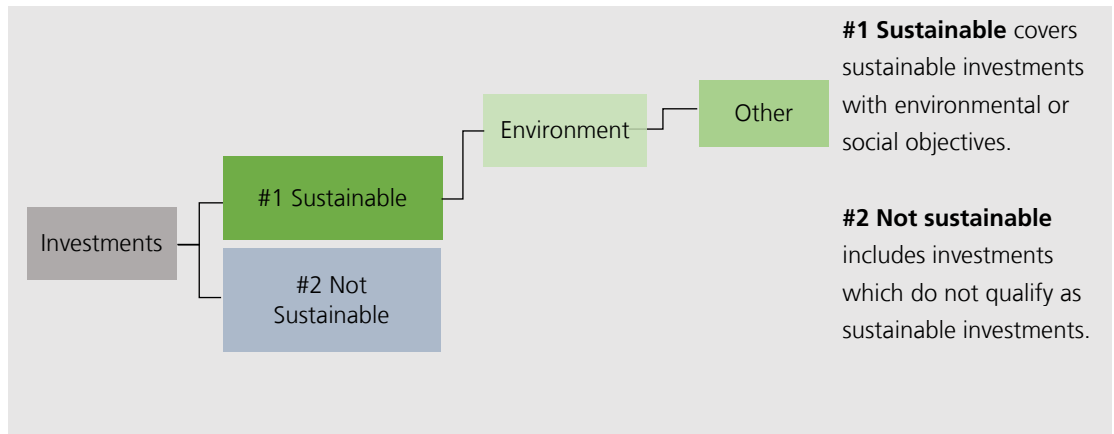 Investments
#1 Sustainable
#2 Not
Sustainable
Environment
Other
#1 Sustainable covers
sustainable investments
with environmental or
social objectives.
#2 Not sustainable
includes investments
which do not qualify as
sustainable investments.